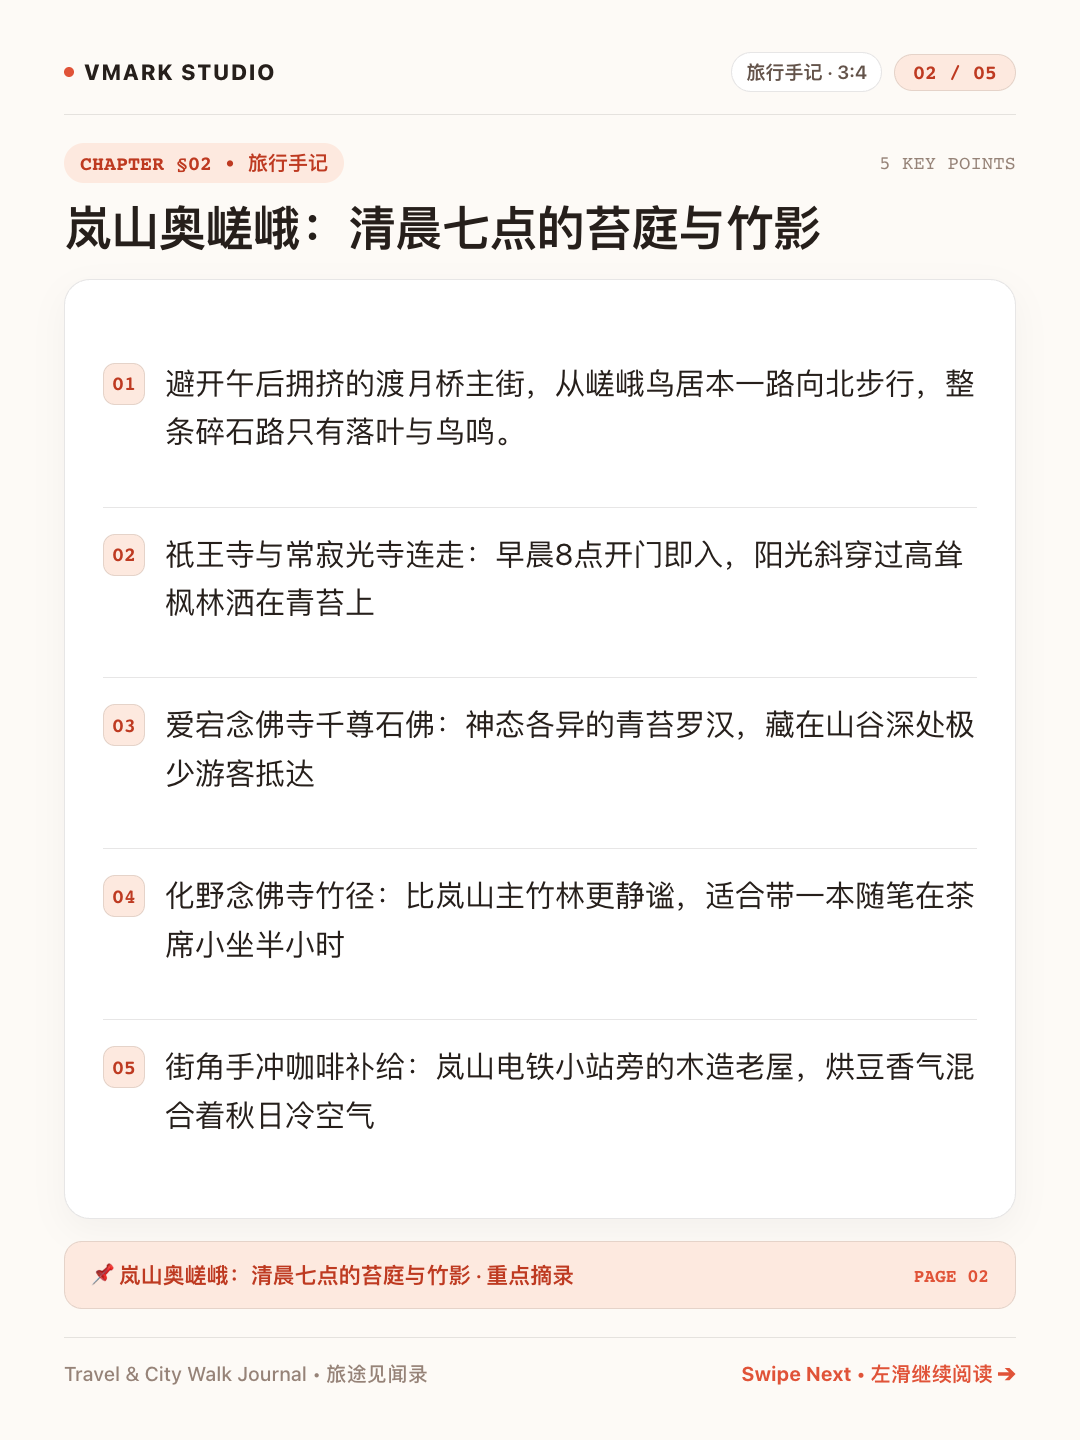 VMARK STUDIO
旅行手记 · 3:4
02 / 05
CHAPTER §02 • 旅行手记
5 KEY POINTS
岚山奥嵯峨：清晨七点的苔庭与竹影
01 避开午后拥挤的渡月桥主街，从嵯峨鸟居本一路向北步行，整
条碎石路只有落叶与鸟鸣。
02 祇王寺与常寂光寺连走：早晨8点开门即入，阳光斜穿过高耸
枫林洒在青苔上
03 爱宕念佛寺千尊石佛：神态各异的青苔罗汉，藏在山谷深处极
少游客抵达
04 化野念佛寺竹径：比岚山主竹林更静谧，适合带一本随笔在茶
席小坐半小时
05 街角手冲咖啡补给：岚山电铁小站旁的木造老屋，烘豆香气混
合着秋日冷空气
📌 岚山奥嵯峨：清晨七点的苔庭与竹影 · 重点摘录
PAGE 02
Travel & City Walk Journal • 旅途见闻录
Swipe Next • 左滑继续阅读 ➔